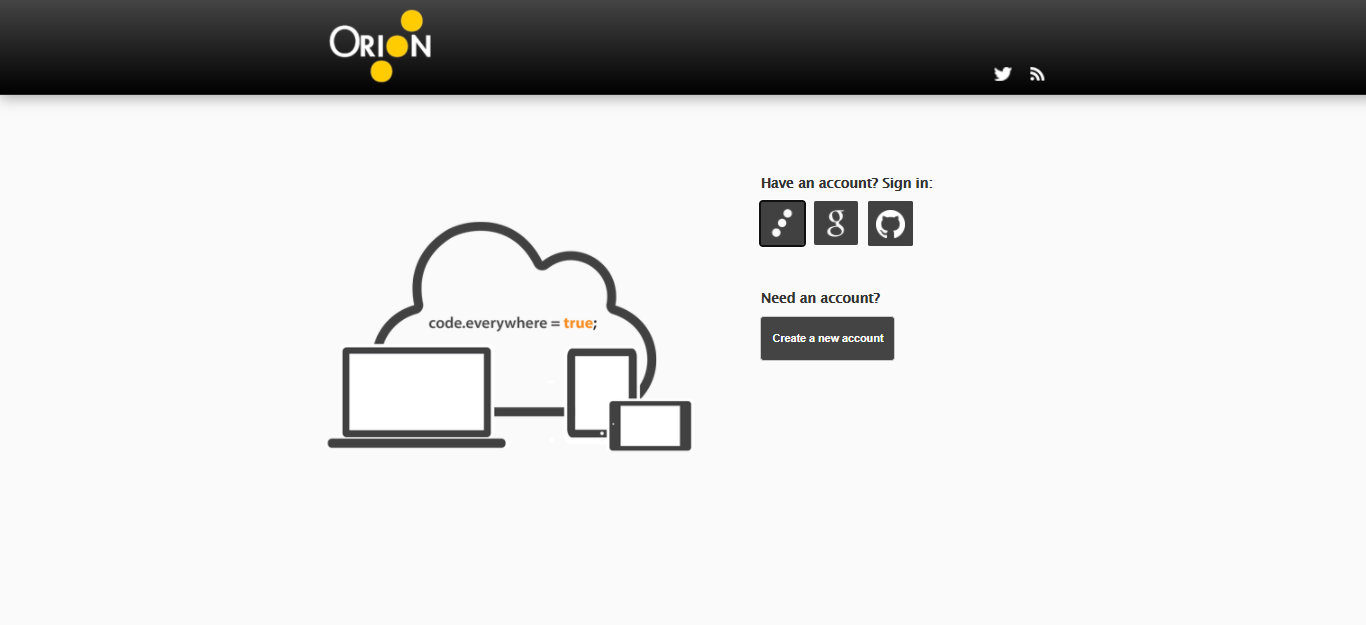 ORION
Have an account? Sign in:
g
code.everywhere = true;
Need an account?
Create a new account